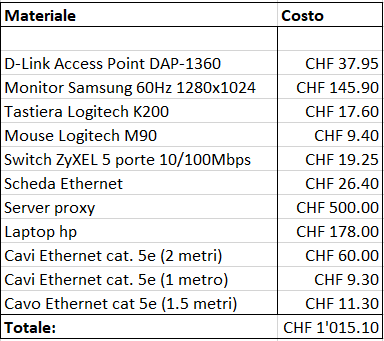 Materiale Costo
D-Link Access Point DAP-1360 CHF 37.95
Monitor Samsung 60Hz 1280x1024 CHF 145.90
Tastiera Logitech K200 CHF 17.60
Mouse Logitech M90 CHF 9.40
Switch ZyXEL 5 porte 10/100Mbps CHF 19.25
Scheda Ethernet CHF 26.40
Server proxy CHF 500.00
Laptop hp CHF 178.00
Cavi Ethernet cat. 5e (2 metri) CHF 60.00
Cavi Ethernet cat. 5e (1 metro) CHF 9.30
Cavo Ethernet cat 5e (1.5 metri) CHF 11.30
Totale: CHF 1'015.10